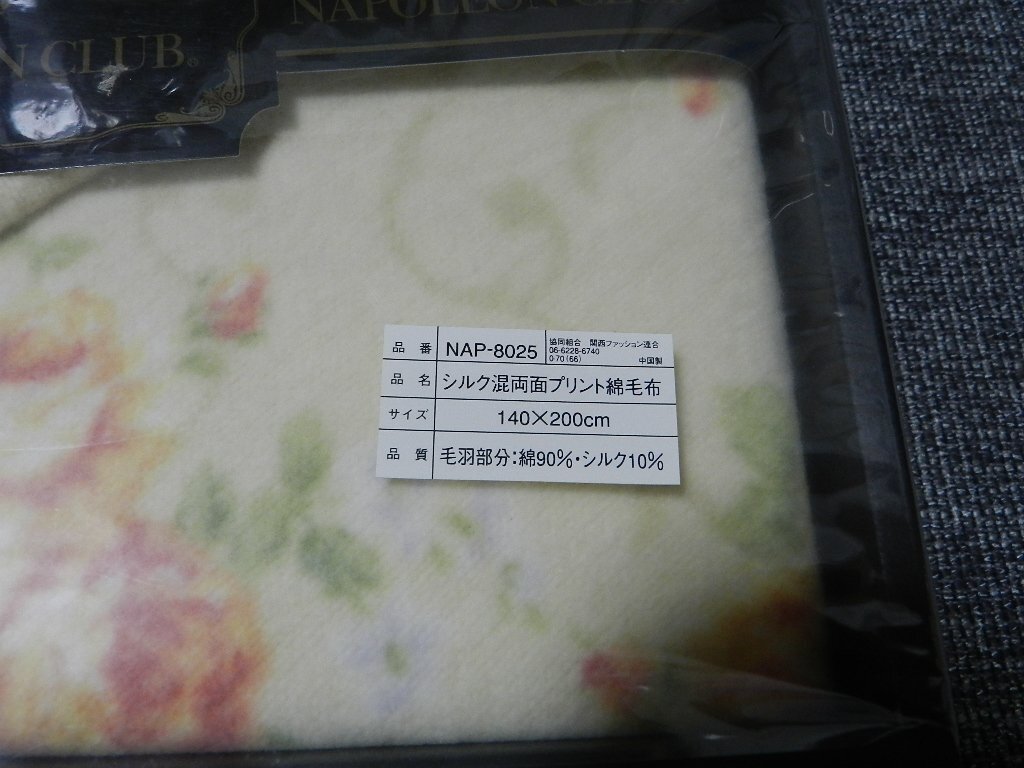 N CLUB®
NAPOLEON CLUB
品番 NAP-8025 協同組合 関西ファッション連合
06-6228-6740
0-70(66) 中国製
品名 シルク混両面プリント綿毛布
サイズ 140×200cm
品質 毛羽部分:綿90%・シルク10%